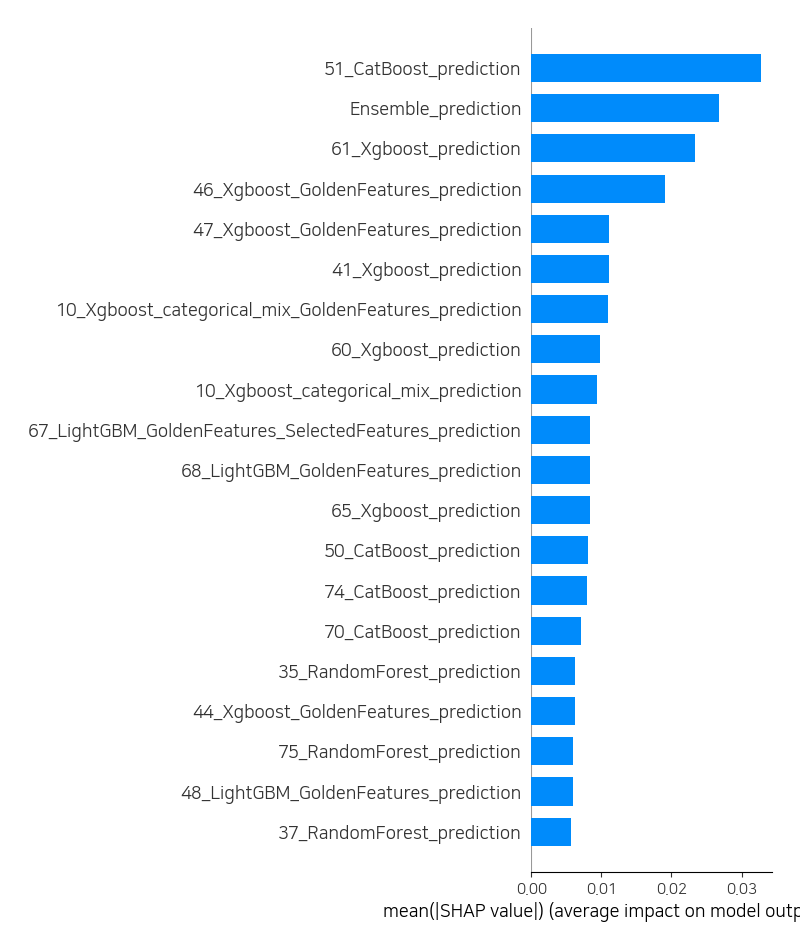 51_CatBoost_prediction
Ensemble_prediction
61_Xgboost_prediction
46_Xgboost_GoldenFeatures_prediction
47_Xgboost_GoldenFeatures_prediction
41_Xgboost_prediction
10_Xgboost_categorical_mix_GoldenFeatures_prediction
60_Xgboost_prediction
10_Xgboost_categorical_mix_prediction
67_LightGBM_GoldenFeatures_SelectedFeatures_prediction
68_LightGBM_GoldenFeatures_prediction
65_Xgboost_prediction
50_CatBoost_prediction
74_CatBoost_prediction
70_CatBoost_prediction
35_RandomForest_prediction
44_Xgboost_GoldenFeatures_prediction
75_RandomForest_prediction
48_LightGBM_GoldenFeatures_prediction
37_RandomForest_prediction
0.00 0.01 0.02 0.03
mean(|SHAP value|) (average impact on model outp